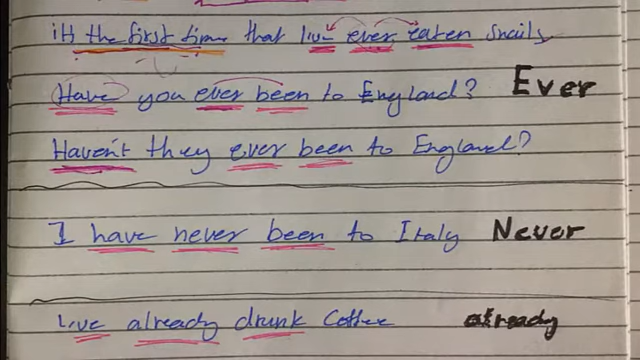 it's the first time that I've ever eaten snails
Have you ever been to England? Ever
Haven't they ever been to England?
I have never been to Italy Never
I've already drunk Coffee already